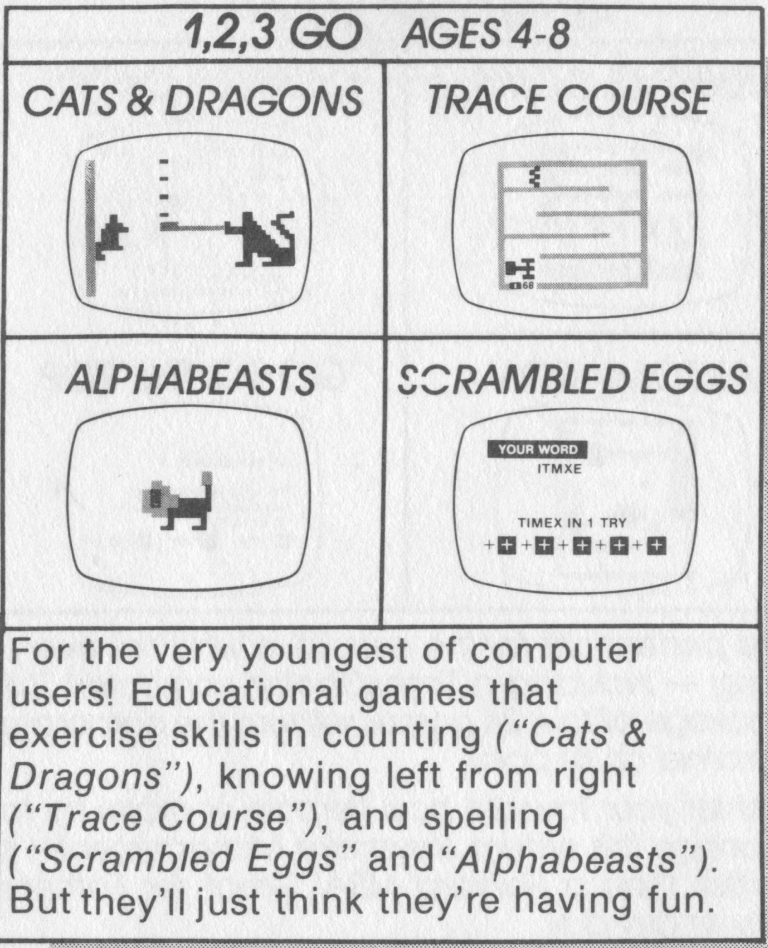 1,2,3 GO AGES 4-8
CATS & DRAGONS
TRACE COURSE
68
ALPHABEASTS
SCRAMBLED EGGS
YOUR WORD
ITMXE
TIMEX IN 1 TRY
+ + + + + + + + + +
For the very youngest of computer
users! Educational games that
exercise skills in counting (“Cats &
Dragons”), knowing left from right
(“Trace Course”), and spelling
(“Scrambled Eggs” and “Alphabeasts”).
But they’ll just think they’re having fun.